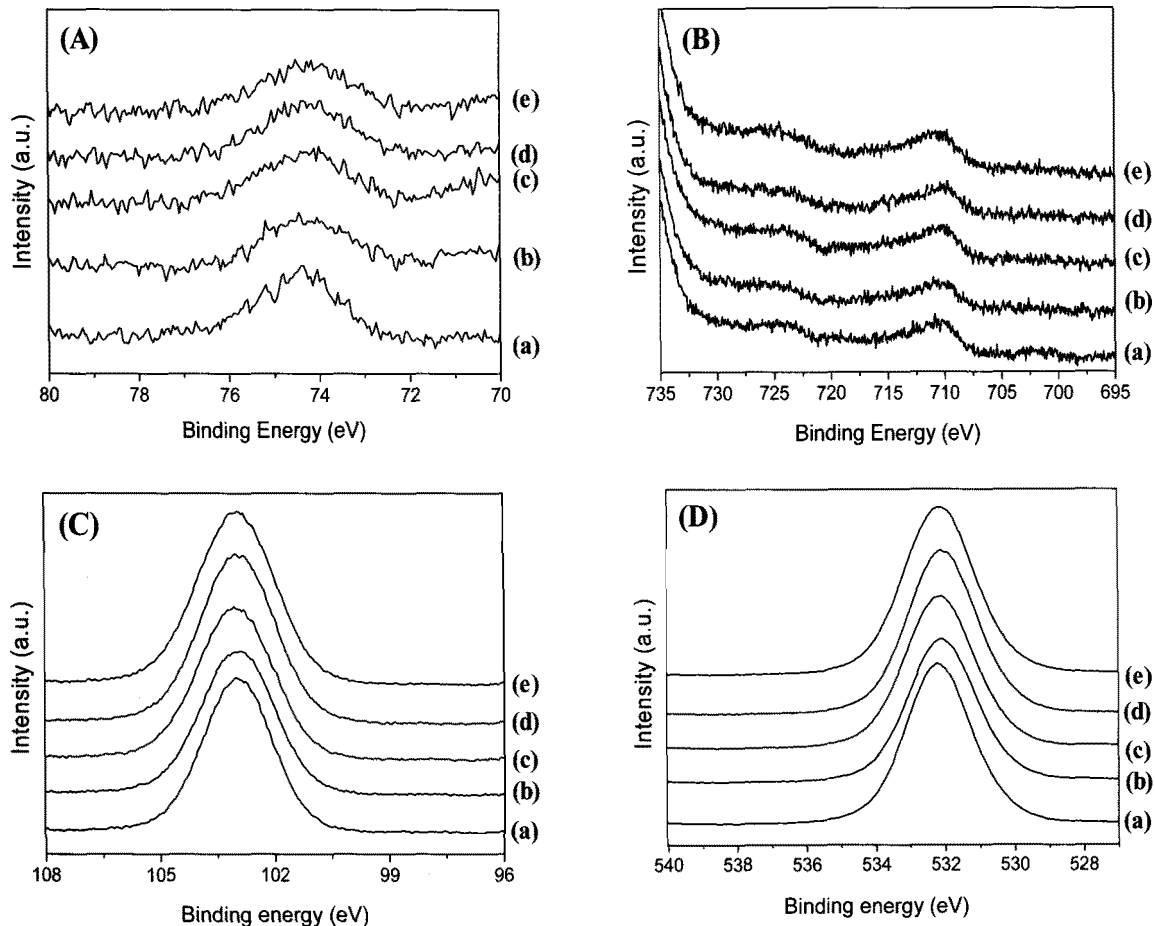 (A)
(e)
(d)
(c)
(b)
(a)
Intensity (a.u.)
80 78 76 74 72 70
Binding Energy (eV)
(B)
(e)
(d)
(c)
(b)
(a)
Intensity (a.u.)
735 730 725 720 715 710 705 700 695
Binding Energy (eV)
(C)
(e)
(d)
(c)
(b)
(a)
Intensity (a.u.)
108 105 102 99 96
Binding energy (eV)
(D)
(e)
(d)
(c)
(b)
(a)
Intensity (a.u.)
540 538 536 534 532 530 528
Binding energy (eV)